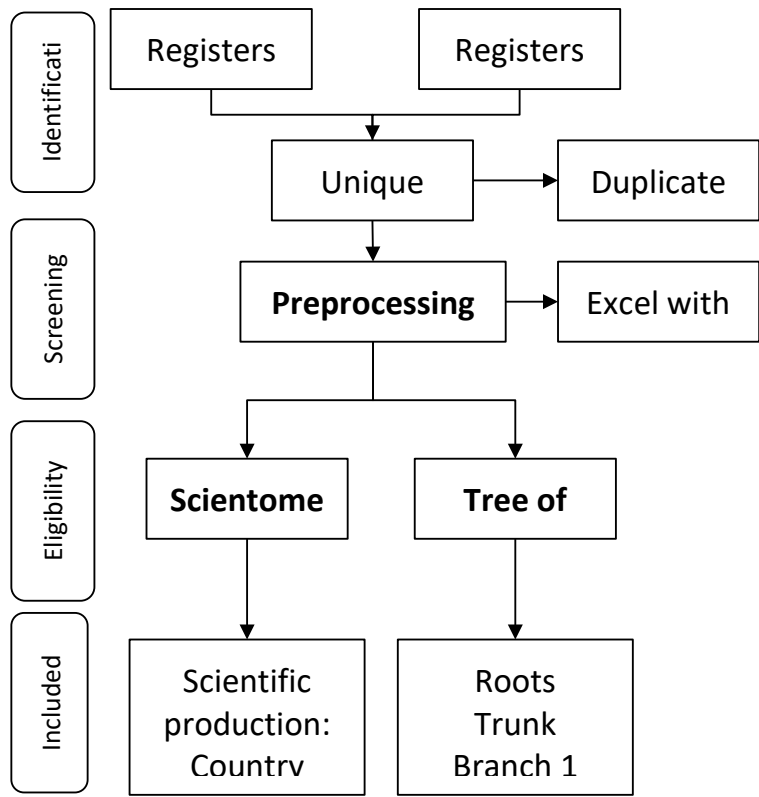 Identificati
Registers
Registers
Unique
Duplicate
Screening
Preprocessing
Excel with
Eligibility
Scientome
Tree of
Included
Scientific
production:
Country
Roots
Trunk
Branch 1